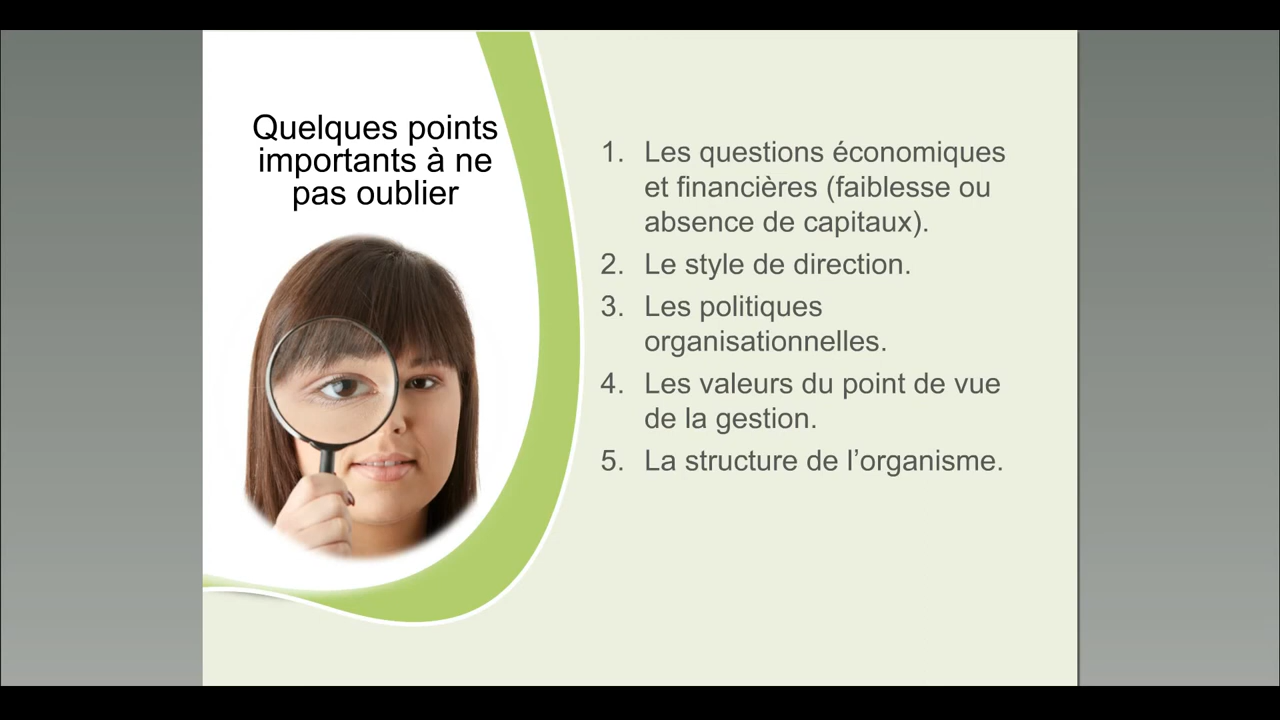 Quelques points
importants à ne
pas oublier
1. Les questions économiques
et financières (faiblesse ou
absence de capitaux).
2. Le style de direction.
3. Les politiques
organisationnelles.
4. Les valeurs du point de vue
de la gestion.
5. La structure de l’organisme.